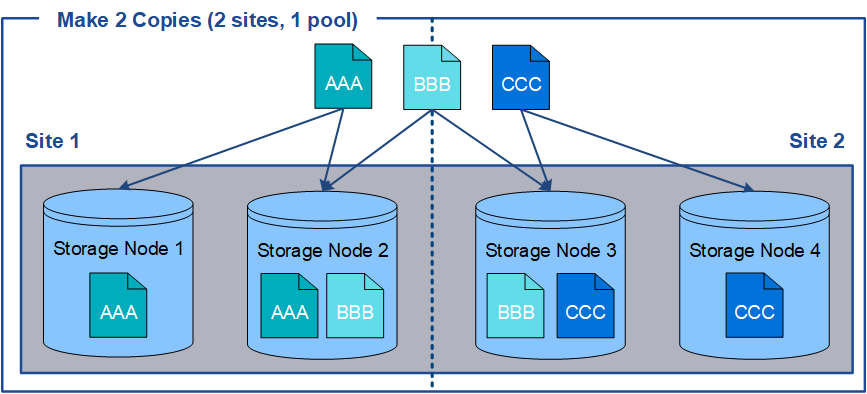 Make 2 Copies (2 sites, 1 pool)
AAA
BBB
CCC
Site 1
Site 2
Storage Node 1
Storage Node 2
Storage Node 3
Storage Node 4
AAA
AAA
BBB
BBB
CCC
CCC